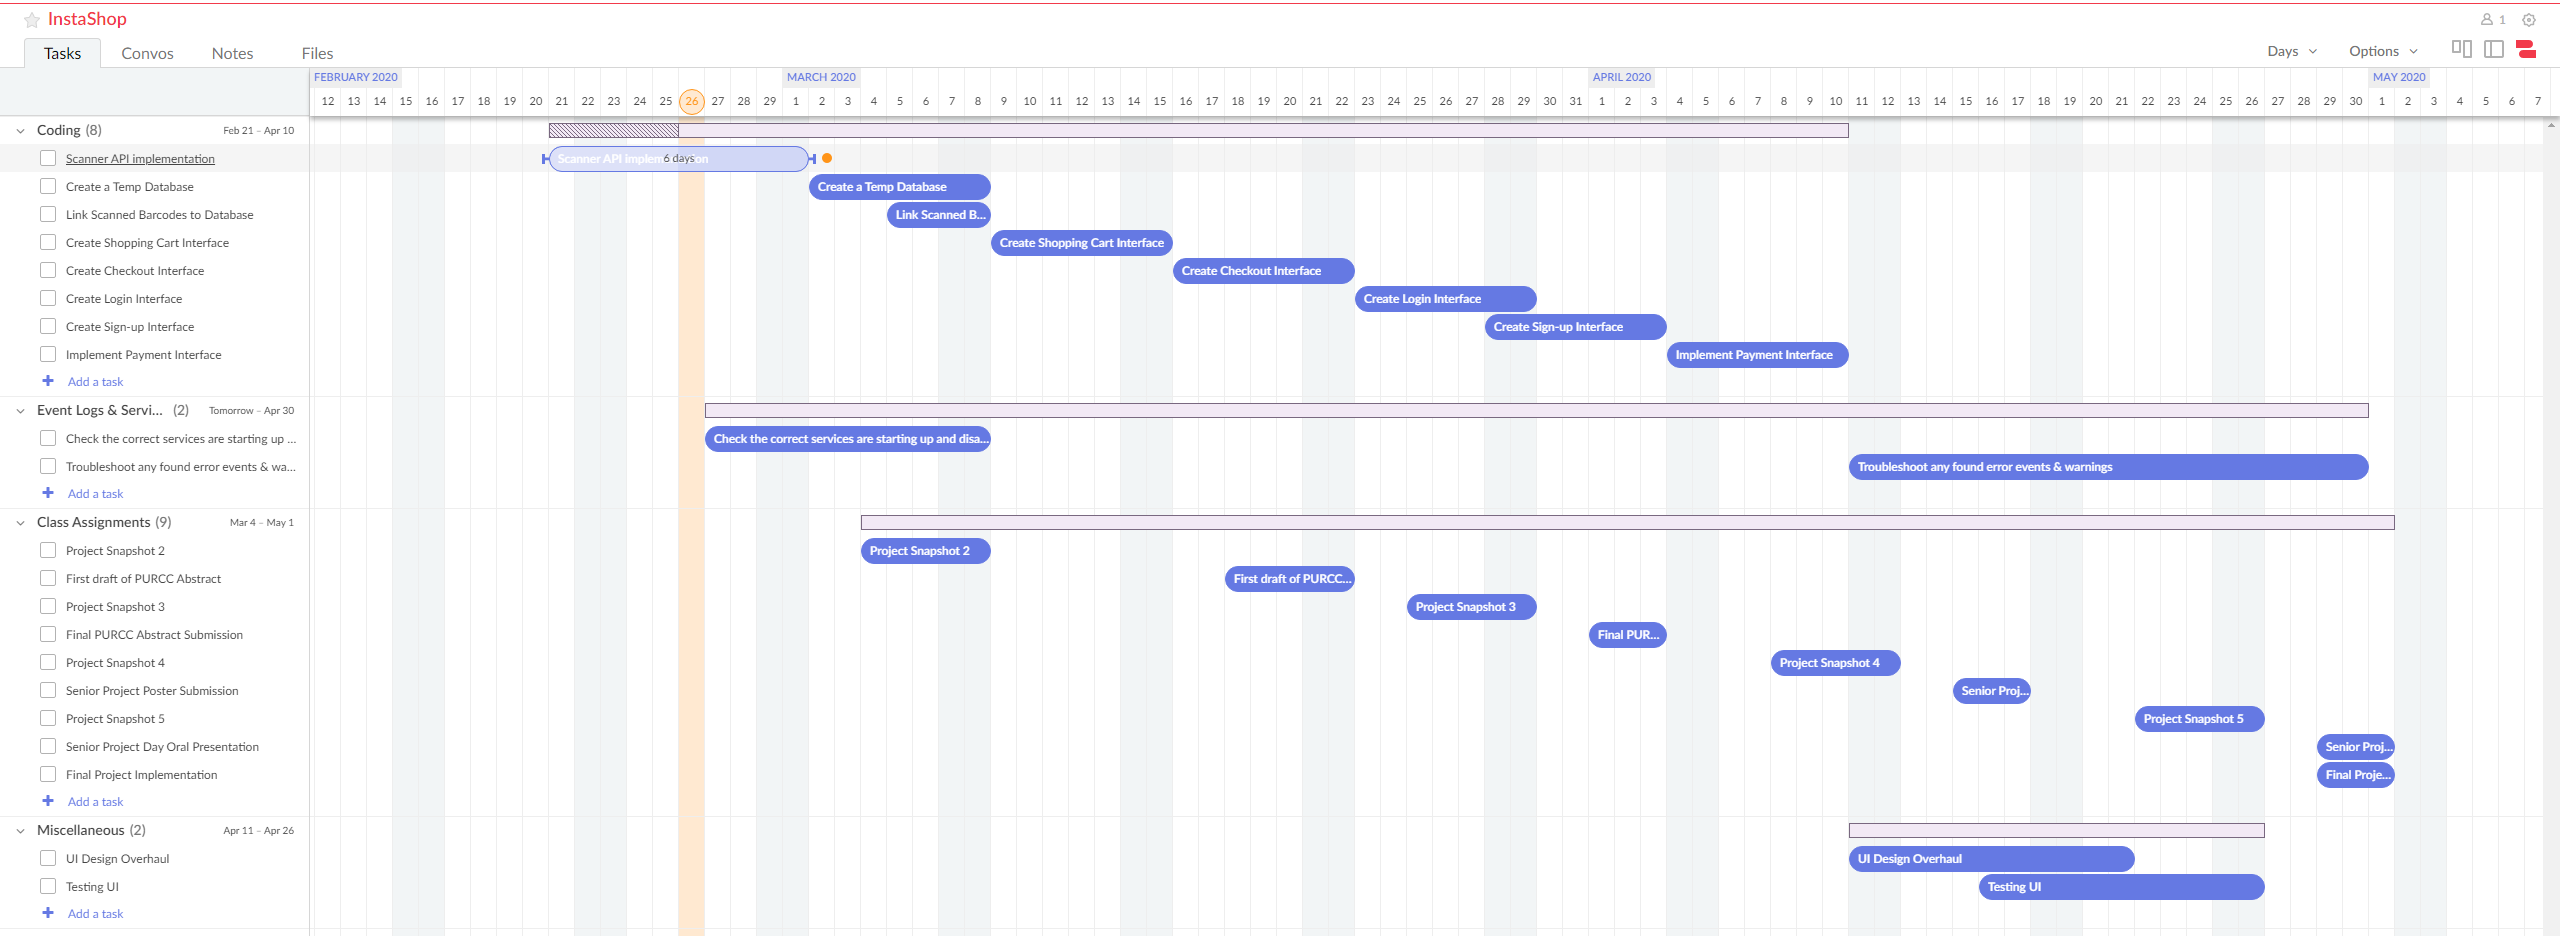 InstaShop
1
Tasks Convos Notes Files
Days Options
FEBRUARY 2020 MARCH 2020 APRIL 2020 MAY 2020
12 13 14 15 16 17 18 19 20 21 22 23 24 25 26 27 28 29 1 2 3 4 5 6 7 8 9 10 11 12 13 14 15 16 17 18 19 20 21 22 23 24 25 26 27 28 29 30 31 1 2 3 4 5 6 7 8 9 10 11 12 13 14 15 16 17 18 19 20 21 22 23 24 25 26 27 28 29 30 1 2 3 4 5 6 7
Coding (8) Feb 21 – Apr 10
Scanner API implementation Scanner API implementation 6 days
Create a Temp Database Create a Temp Database
Link Scanned Barcodes to Database Link Scanned B...
Create Shopping Cart Interface Create Shopping Cart Interface
Create Checkout Interface Create Checkout Interface
Create Login Interface Create Login Interface
Create Sign-up Interface Create Sign-up Interface
Implement Payment Interface Implement Payment Interface
Add a task
Event Logs & Servi... (2) Tomorrow – Apr 30
Check the correct services are starting up ... Check the correct services are starting up and disa...
Troubleshoot any found error events & wa... Troubleshoot any found error events & warnings
Add a task
Class Assignments (9) Mar 4 – May 1
Project Snapshot 2 Project Snapshot 2
First draft of PURCC Abstract First draft of PURCC...
Project Snapshot 3 Project Snapshot 3
Final PURCC Abstract Submission Final PUR...
Project Snapshot 4 Project Snapshot 4
Senior Project Poster Submission Senior Proj...
Project Snapshot 5 Project Snapshot 5
Senior Project Day Oral Presentation Senior Proj...
Final Project Implementation Final Proje...
Add a task
Miscellaneous (2) Apr 11 – Apr 26
UI Design Overhaul UI Design Overhaul
Testing UI Testing UI
Add a task